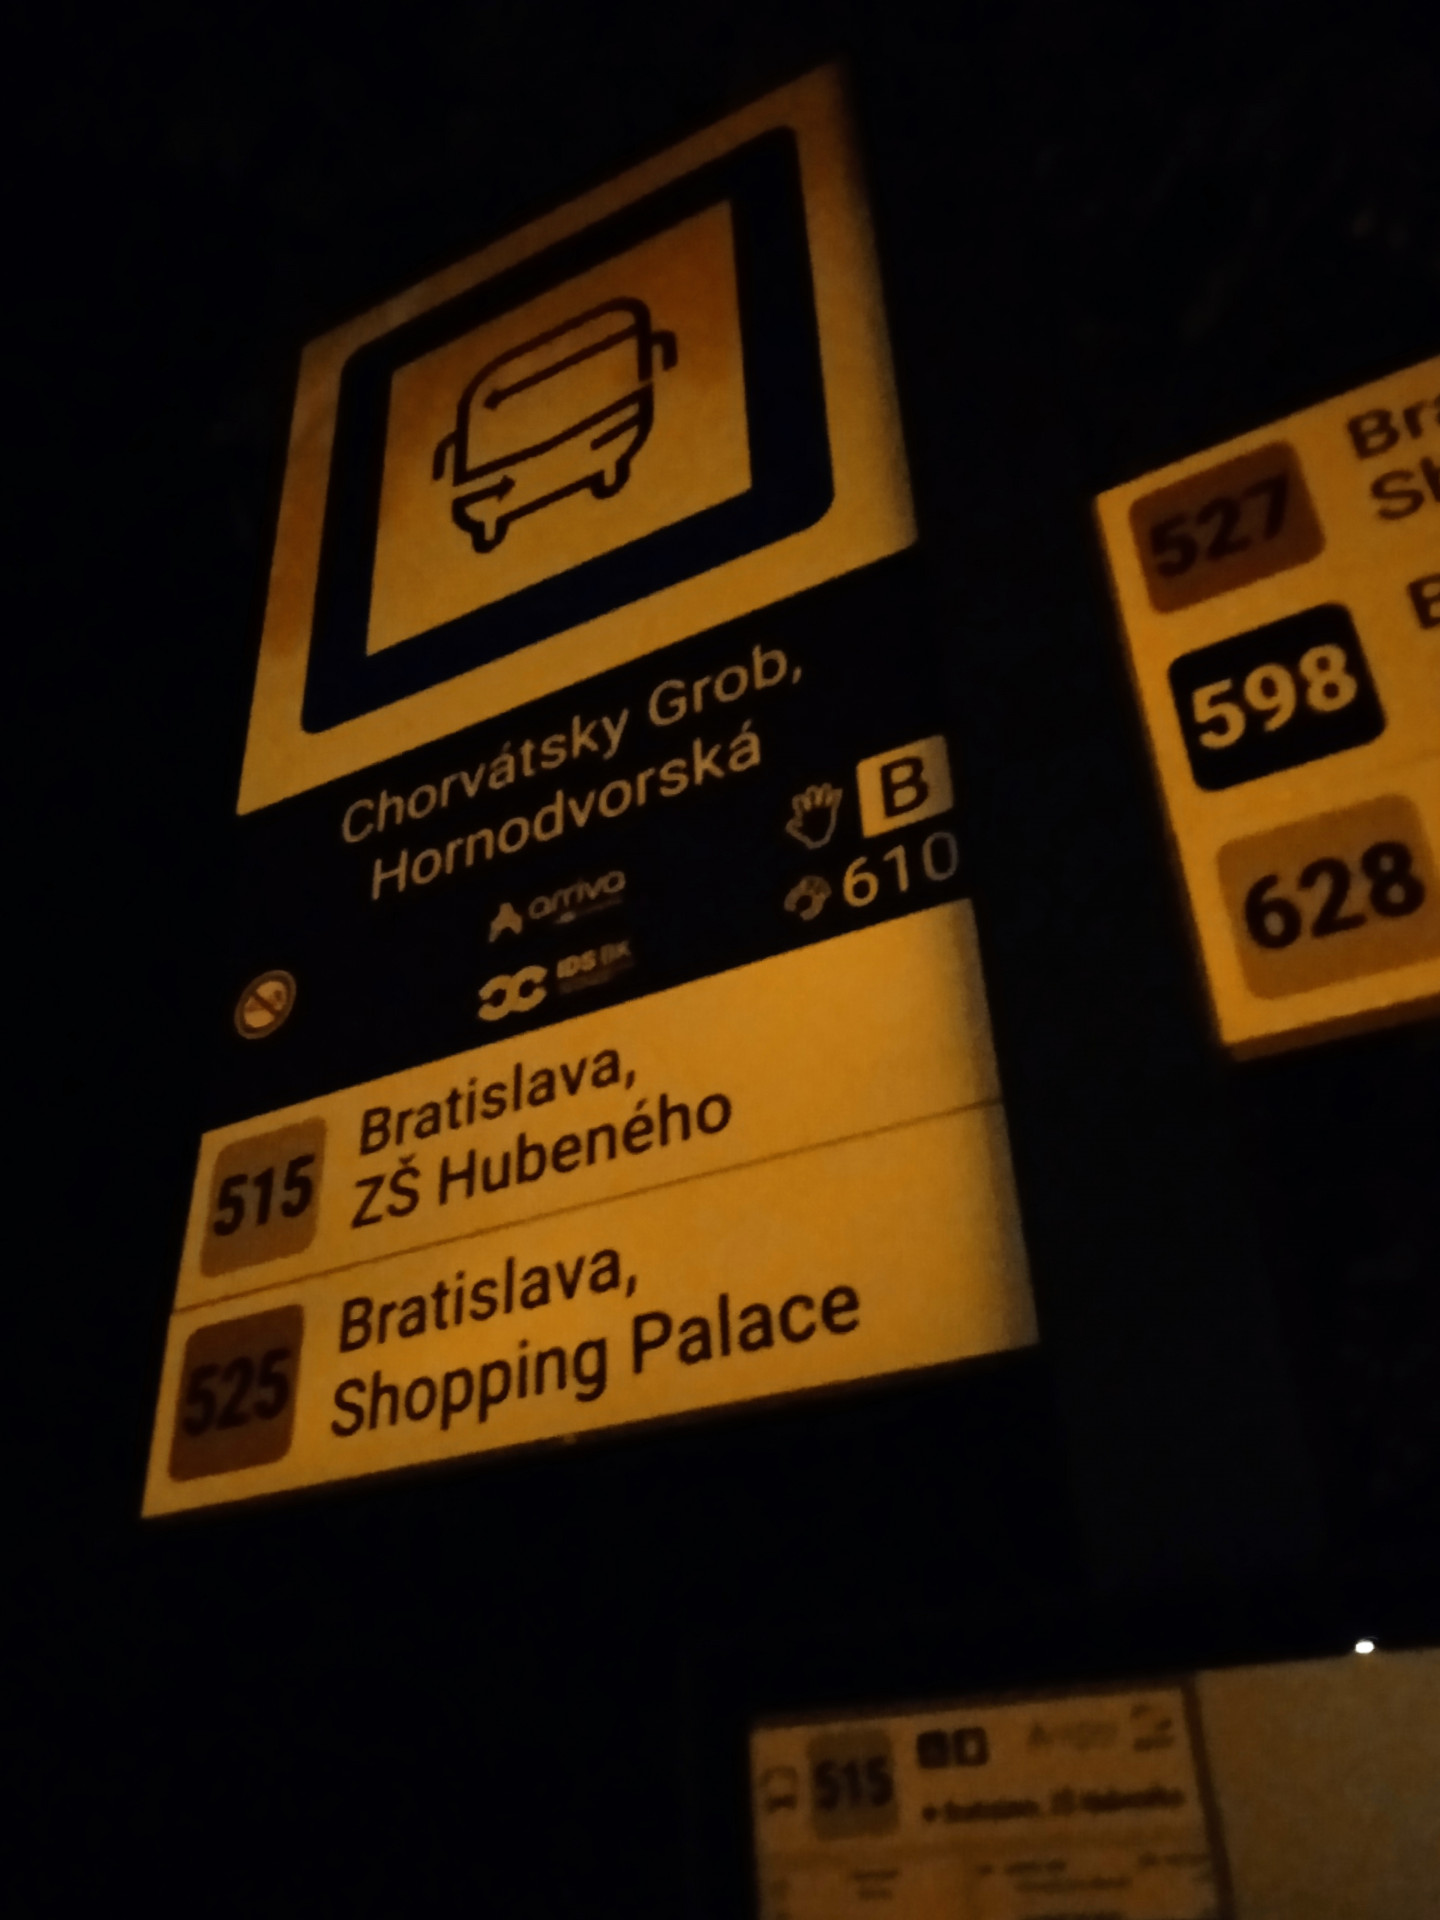 Chorvátsky Grob,
Hornodvorská
B
610
arriva
IDS BK
515 Bratislava,
ZŠ Hubeného
525 Bratislava,
Shopping Palace
527
598
628
515